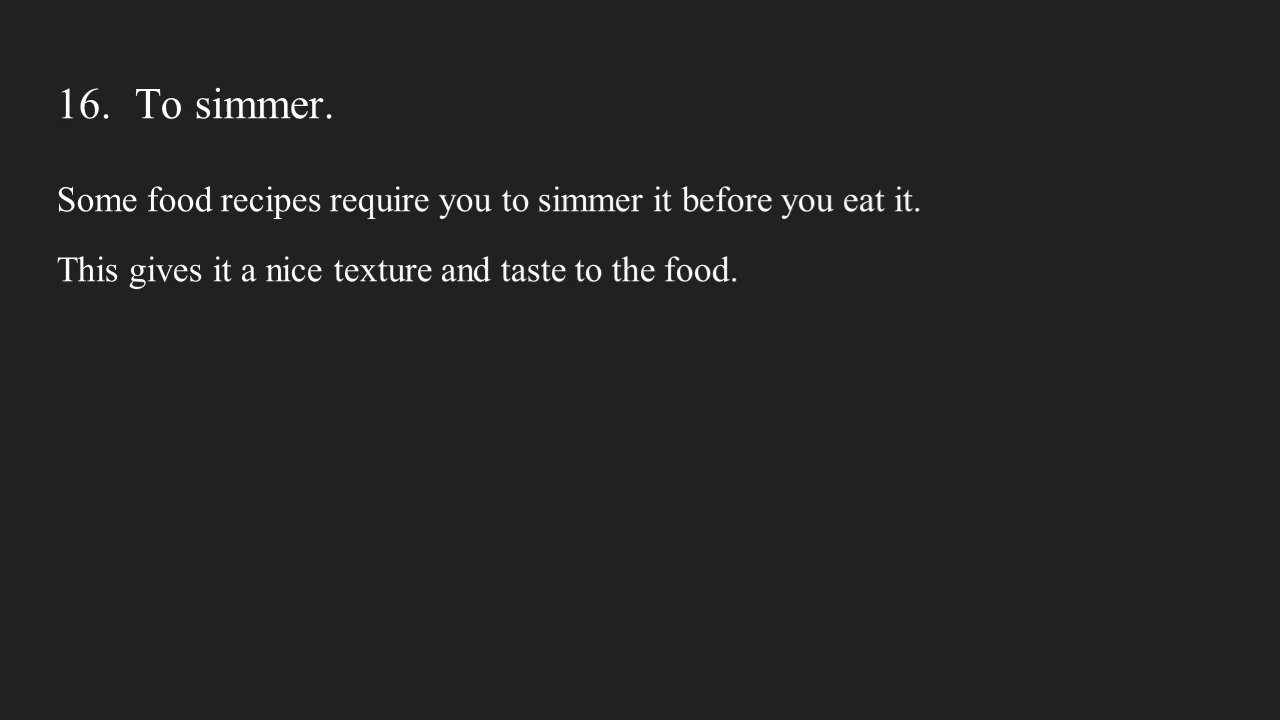 16. To simmer.
Some food recipes require you to simmer it before you eat it.
This gives it a nice texture and taste to the food.